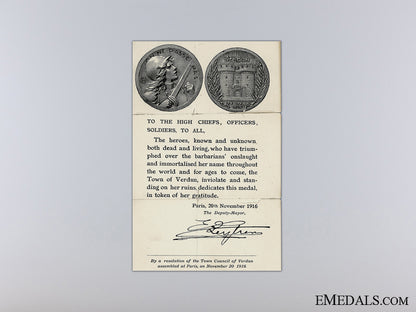 TO THE HIGH CHIEFS, OFFICERS,
SOLDIERS, TO ALL,
The heroes, known and unknown
both dead and living, who have trium-
phed over the barbarians' onslaught
and immortalised her name throughout
the world and for ages to come, the
Town of Verdun, inviolate and stan-
ding on her ruins, dedicates this medal,
in token of her gratitude.
Paris, 20th November 1916
The Deputy-Mayor,
By a resolution of the Town Council of Verdun
assembled at Paris, on November 20 1916.
EMEDALS.COM